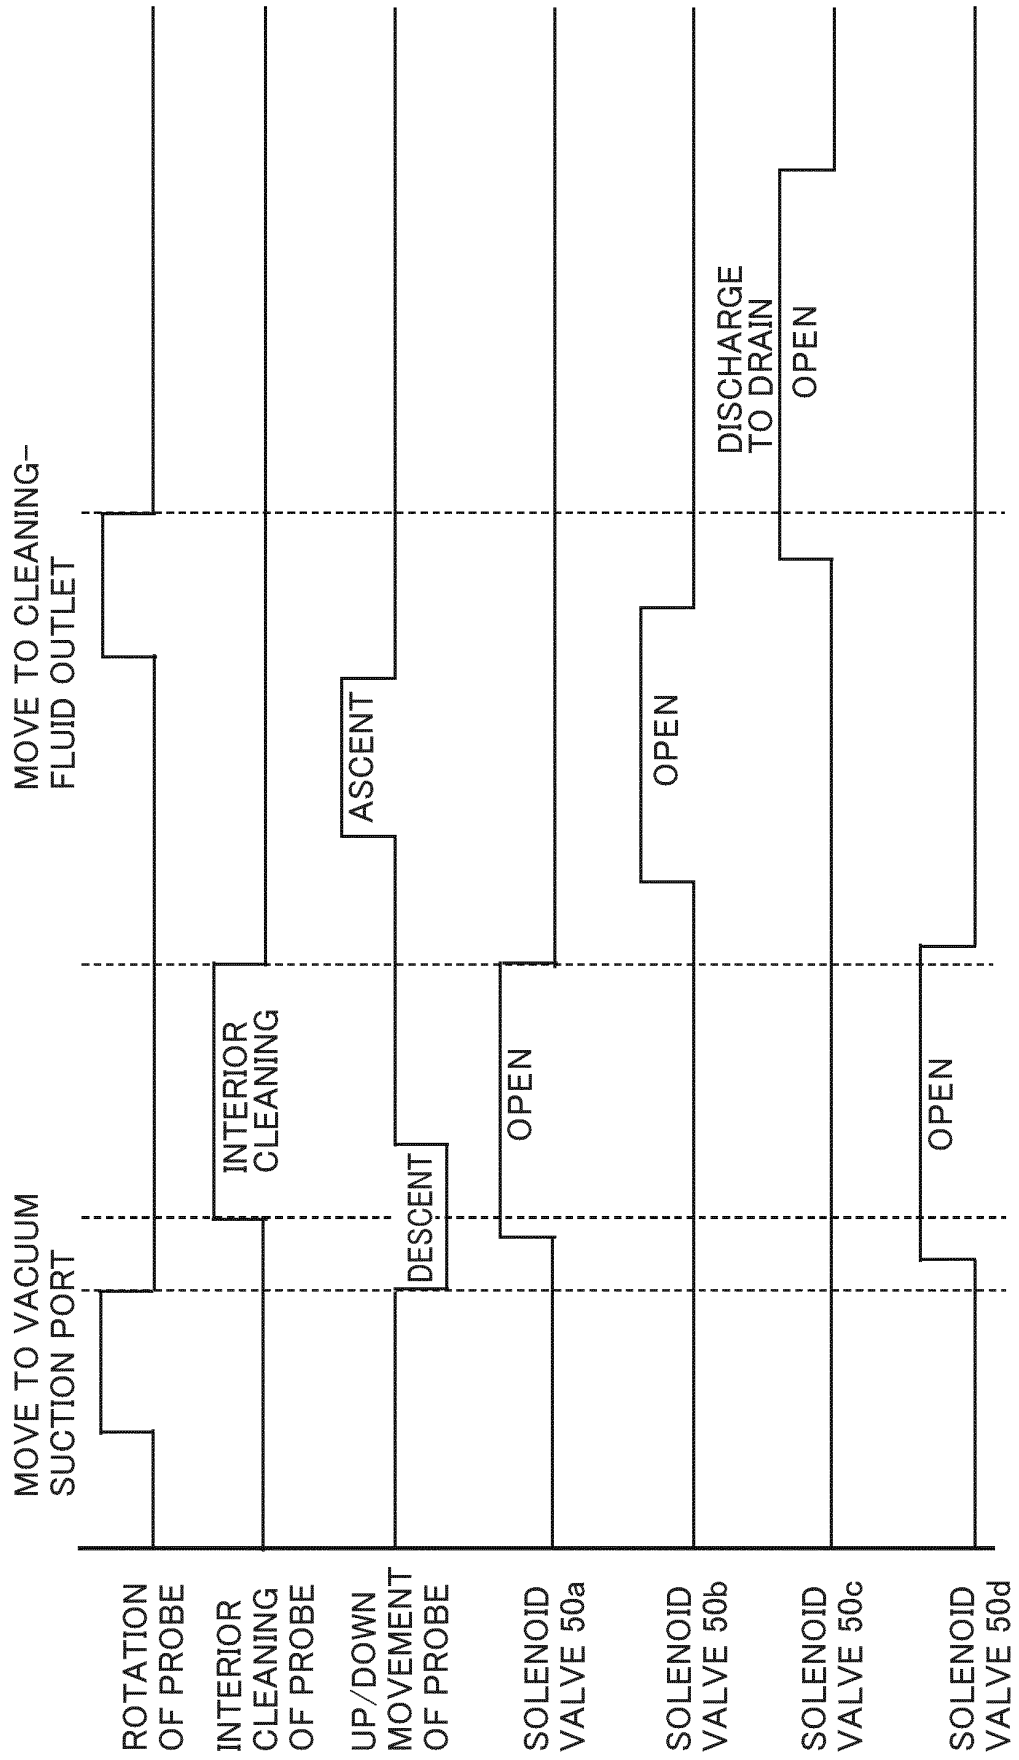 MOVE TO VACUUM
SUCTION PORT
MOVE TO CLEANING-
FLUID OUTLET
ROTATION
OF PROBE
INTERIOR
CLEANING
OF PROBE
INTERIOR
CLEANING
UP/DOWN
MOVEMENT
OF PROBE
DESCENT
ASCENT
SOLENOID
VALVE 50a
OPEN
SOLENOID
VALVE 50b
OPEN
SOLENOID
VALVE 50c
DISCHARGE
TO DRAIN
OPEN
SOLENOID
VALVE 50d
OPEN